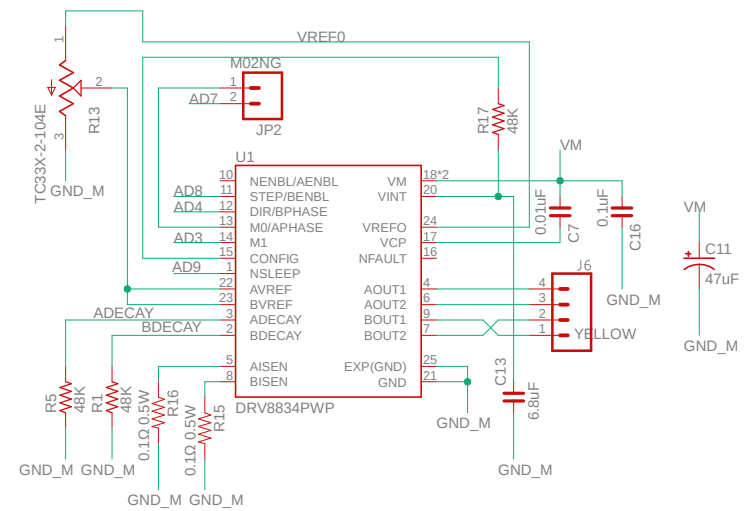 VREF0
1
2
3
TC33X-2-104E
R13
GND_M
M02NG
1
2
AD7
JP2
R17
48K
VM
U1
10
NENBL/AENBL
VM
18*2
AD8
11
STEP/BENBL
VINT
20
AD4
12
DIR/BPHASE
13
M0/APHASE
VREFO
24
AD3
14
M1
VCP
17
15
CONFIG
NFAULT
16
AD9
1
NSLEEP
22
AVREF
AOUT1
4
23
BVREF
AOUT2
6
ADECAY
3
ADECAY
BOUT1
9
BDECAY
2
BDECAY
BOUT2
7
5
AISEN
EXP(GND)
25
8
BISEN
GND
21
DRV8834PWP
0.01uF
C7
0.1uF
C16
GND_M
VM
C11
47uF
GND_M
J6
4
3
2
1
YELLOW
C13
6.8uF
GND_M
GND_M
R5
48K
R1
48K
R16
0.1Ω 0.5W
R15
0.1Ω 0.5W
GND_M
GND_M
GND_M
GND_M